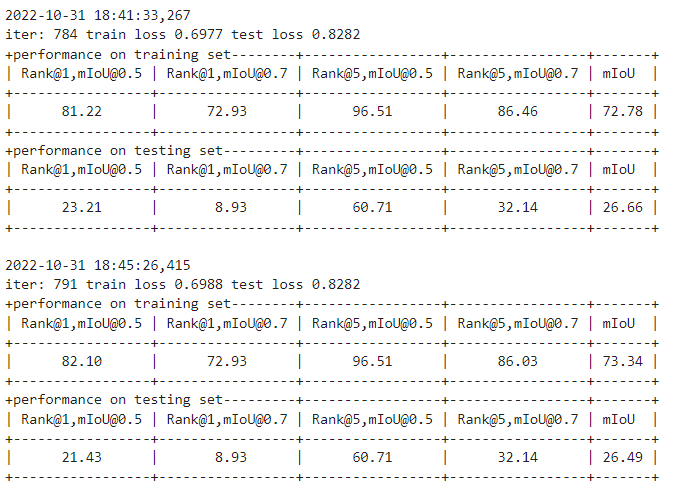 2022-10-31 18:41:33,267
iter: 784 train loss 0.6977 test loss 0.8282
+performance on training set--------+-----------------+-----------------+-------+
| Rank@1,mIoU@0.5 | Rank@1,mIoU@0.7 | Rank@5,mIoU@0.5 | Rank@5,mIoU@0.7 | mIoU  |
+-----------------+-----------------+-----------------+-----------------+-------+
|      81.22      |      72.93      |      96.51      |      86.46      | 72.78 |
+-----------------+-----------------+-----------------+-----------------+-------+
+performance on testing set---------+-----------------+-----------------+-------+
| Rank@1,mIoU@0.5 | Rank@1,mIoU@0.7 | Rank@5,mIoU@0.5 | Rank@5,mIoU@0.7 | mIoU  |
+-----------------+-----------------+-----------------+-----------------+-------+
|      23.21      |       8.93      |      60.71      |      32.14      | 26.66 |
+-----------------+-----------------+-----------------+-----------------+-------+
2022-10-31 18:45:26,415
iter: 791 train loss 0.6988 test loss 0.8282
+performance on training set--------+-----------------+-----------------+-------+
| Rank@1,mIoU@0.5 | Rank@1,mIoU@0.7 | Rank@5,mIoU@0.5 | Rank@5,mIoU@0.7 | mIoU  |
+-----------------+-----------------+-----------------+-----------------+-------+
|      82.10      |      72.93      |      96.51      |      86.03      | 73.34 |
+-----------------+-----------------+-----------------+-----------------+-------+
+performance on testing set---------+-----------------+-----------------+-------+
| Rank@1,mIoU@0.5 | Rank@1,mIoU@0.7 | Rank@5,mIoU@0.5 | Rank@5,mIoU@0.7 | mIoU  |
+-----------------+-----------------+-----------------+-----------------+-------+
|      21.43      |       8.93      |      60.71      |      32.14      | 26.49 |
+-----------------+-----------------+-----------------+-----------------+-------+